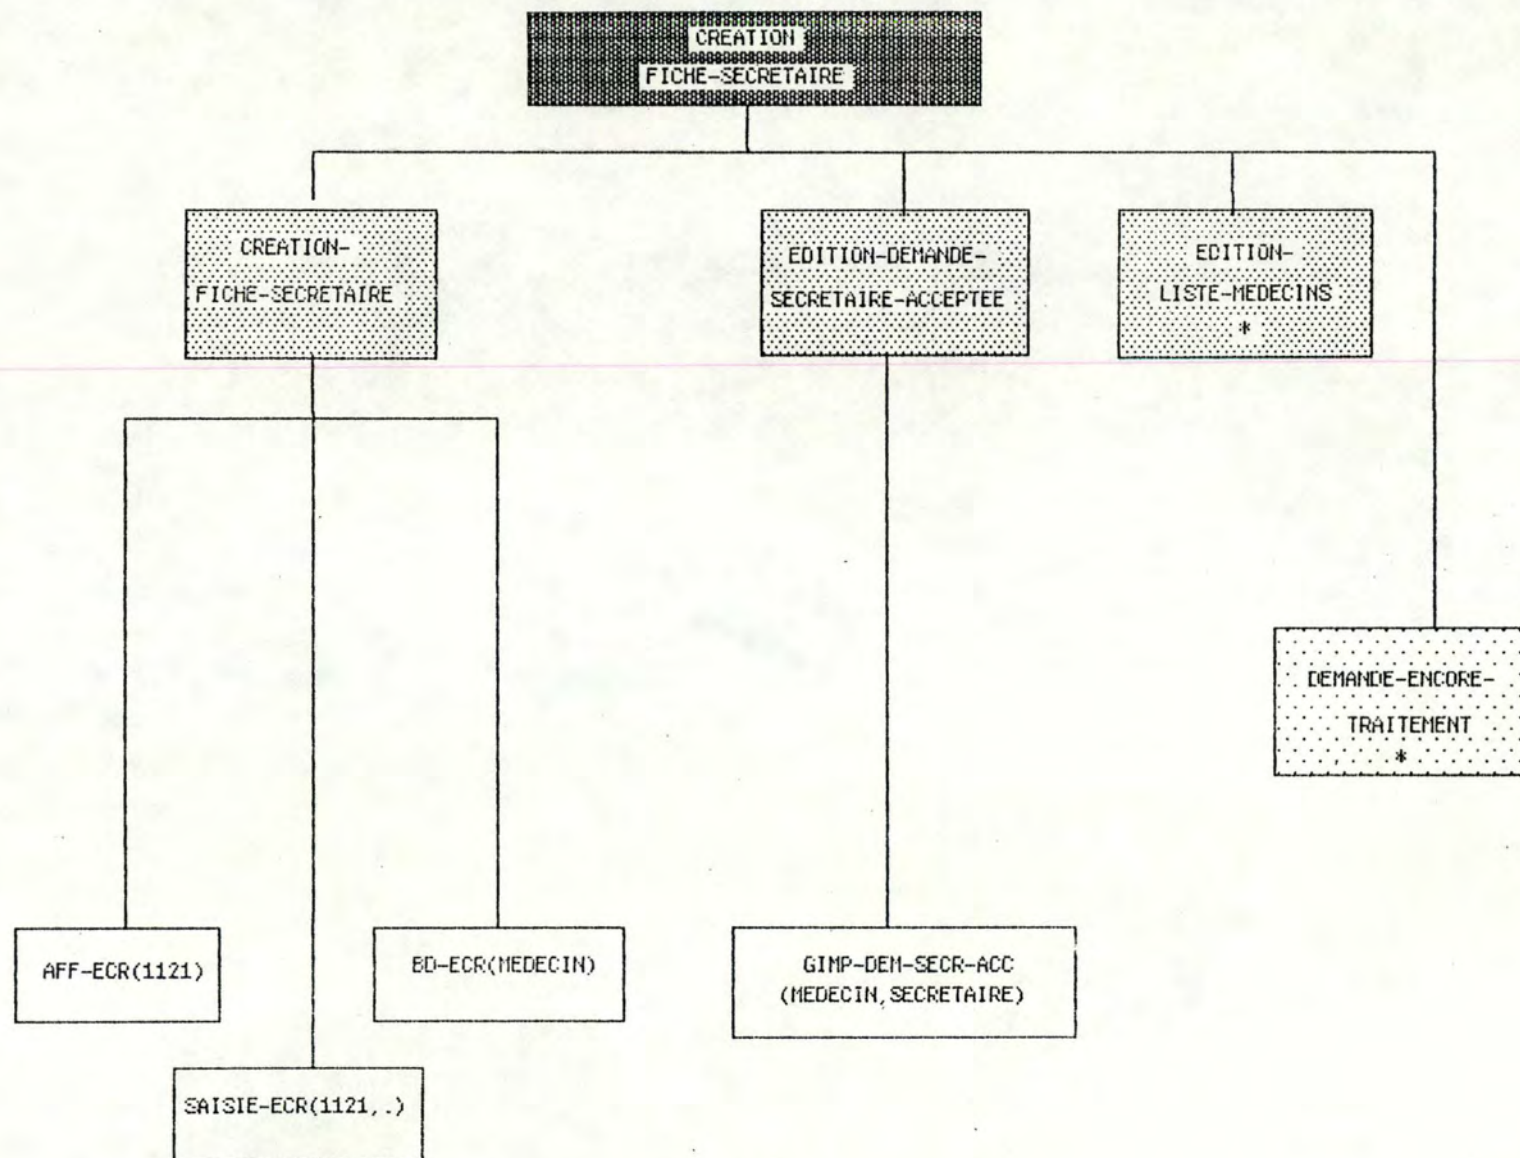 CREATION
FICHE-SECRETAIRE
CREATION-
FICHE-SECRETAIRE
EDITION-DEMANDE-
SECRETAIRE-ACCEPTEE
EDITION-
LISTE-MEDECINS
*
DEMANDE-ENCORE-
TRAITEMENT
*
AFF-ECR(1121)
BD-ECR(MEDECIN)
GIMP-DEM-SECR-ACC
(MEDECIN,SECRETAIRE)
SAISIE-ECR(1121,.)